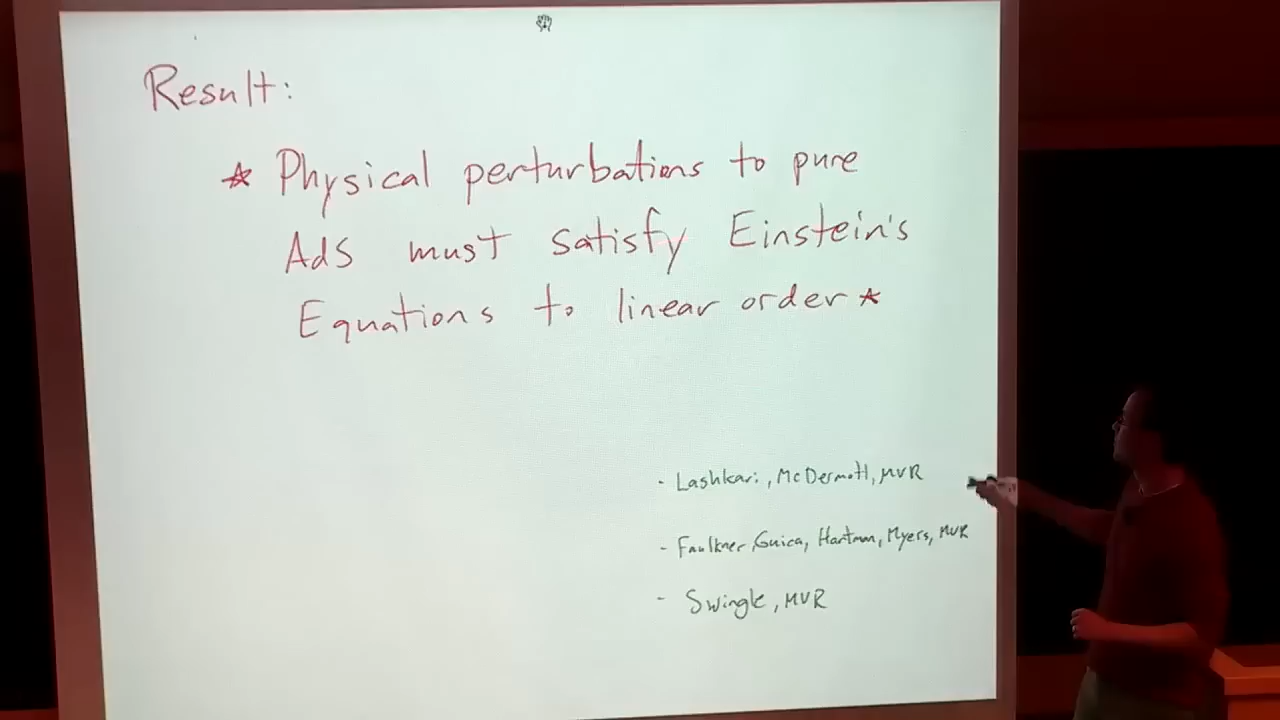 Result:
* Physical perturbations to pure
AdS must satisfy Einstein's
Equations to linear order *
- Lashkari, McDermott, MVR
- Faulkner, Guica, Hartman, Myers, MVR
- Swingle, MVR